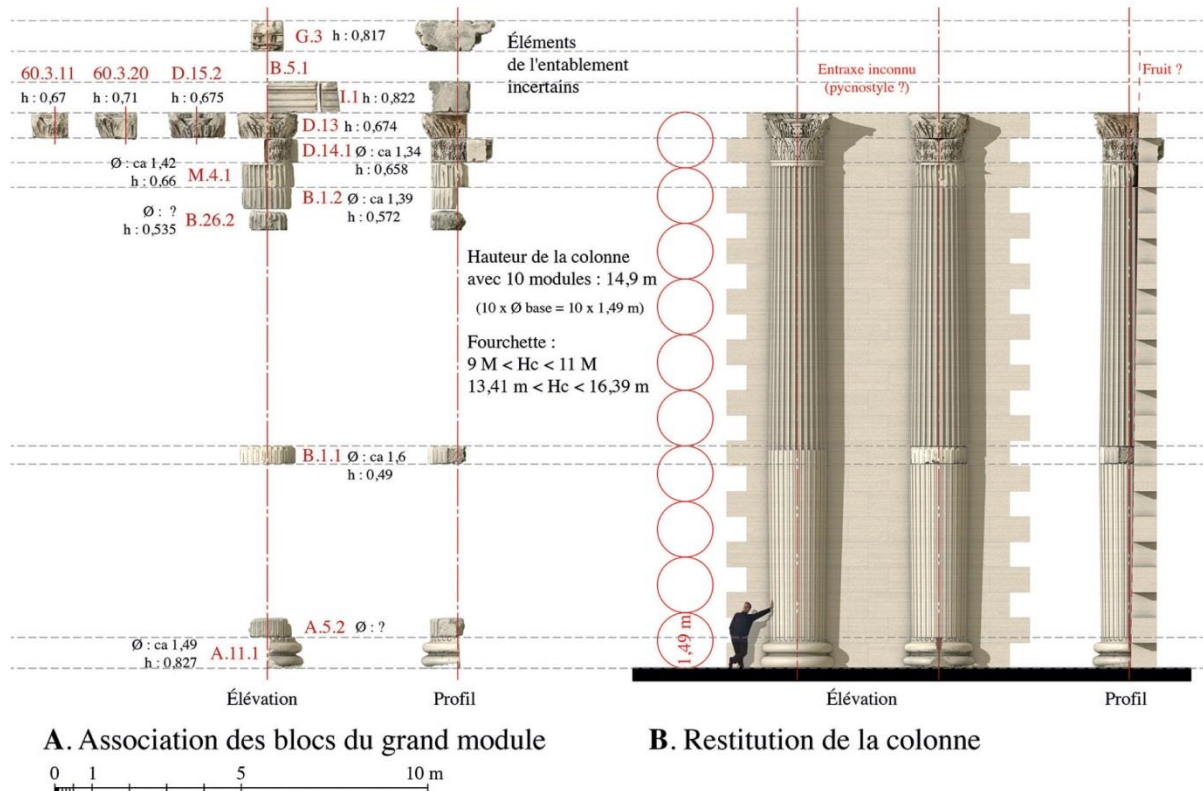 G.3 h : 0,817
Éléments
de l'entablement
incertains
60.3.11
h : 0,67
60.3.20
h : 0,71
D.15.2
h : 0,675
B.5.1
I.1 h : 0,822
D.13 h : 0,674
D.14.1 Ø : ca 1,34
h : 0,658
Ø : ca 1,42
h : 0,66
M.4.1
B.1.2 Ø : ca 1,39
h : 0,572
Ø : ?
h : 0,535
B.26.2
Hauteur de la colonne
avec 10 modules : 14,9 m
(10 x Ø base = 10 x 1,49 m)
Fourchette :
9 M < Hc < 11 M
13,41 m < Hc < 16,39 m
B.1.1 Ø : ca 1,6
h : 0,49
A.5.2 Ø : ?
Ø : ca 1,49
h : 0,827
A.11.1
Élévation
Profil
A. Association des blocs du grand module
0 1 5 10 m
Entraxe inconnu
(pycnostyle ?)
Fruit ?
1,49 m
Élévation
Profil
B. Restitution de la colonne